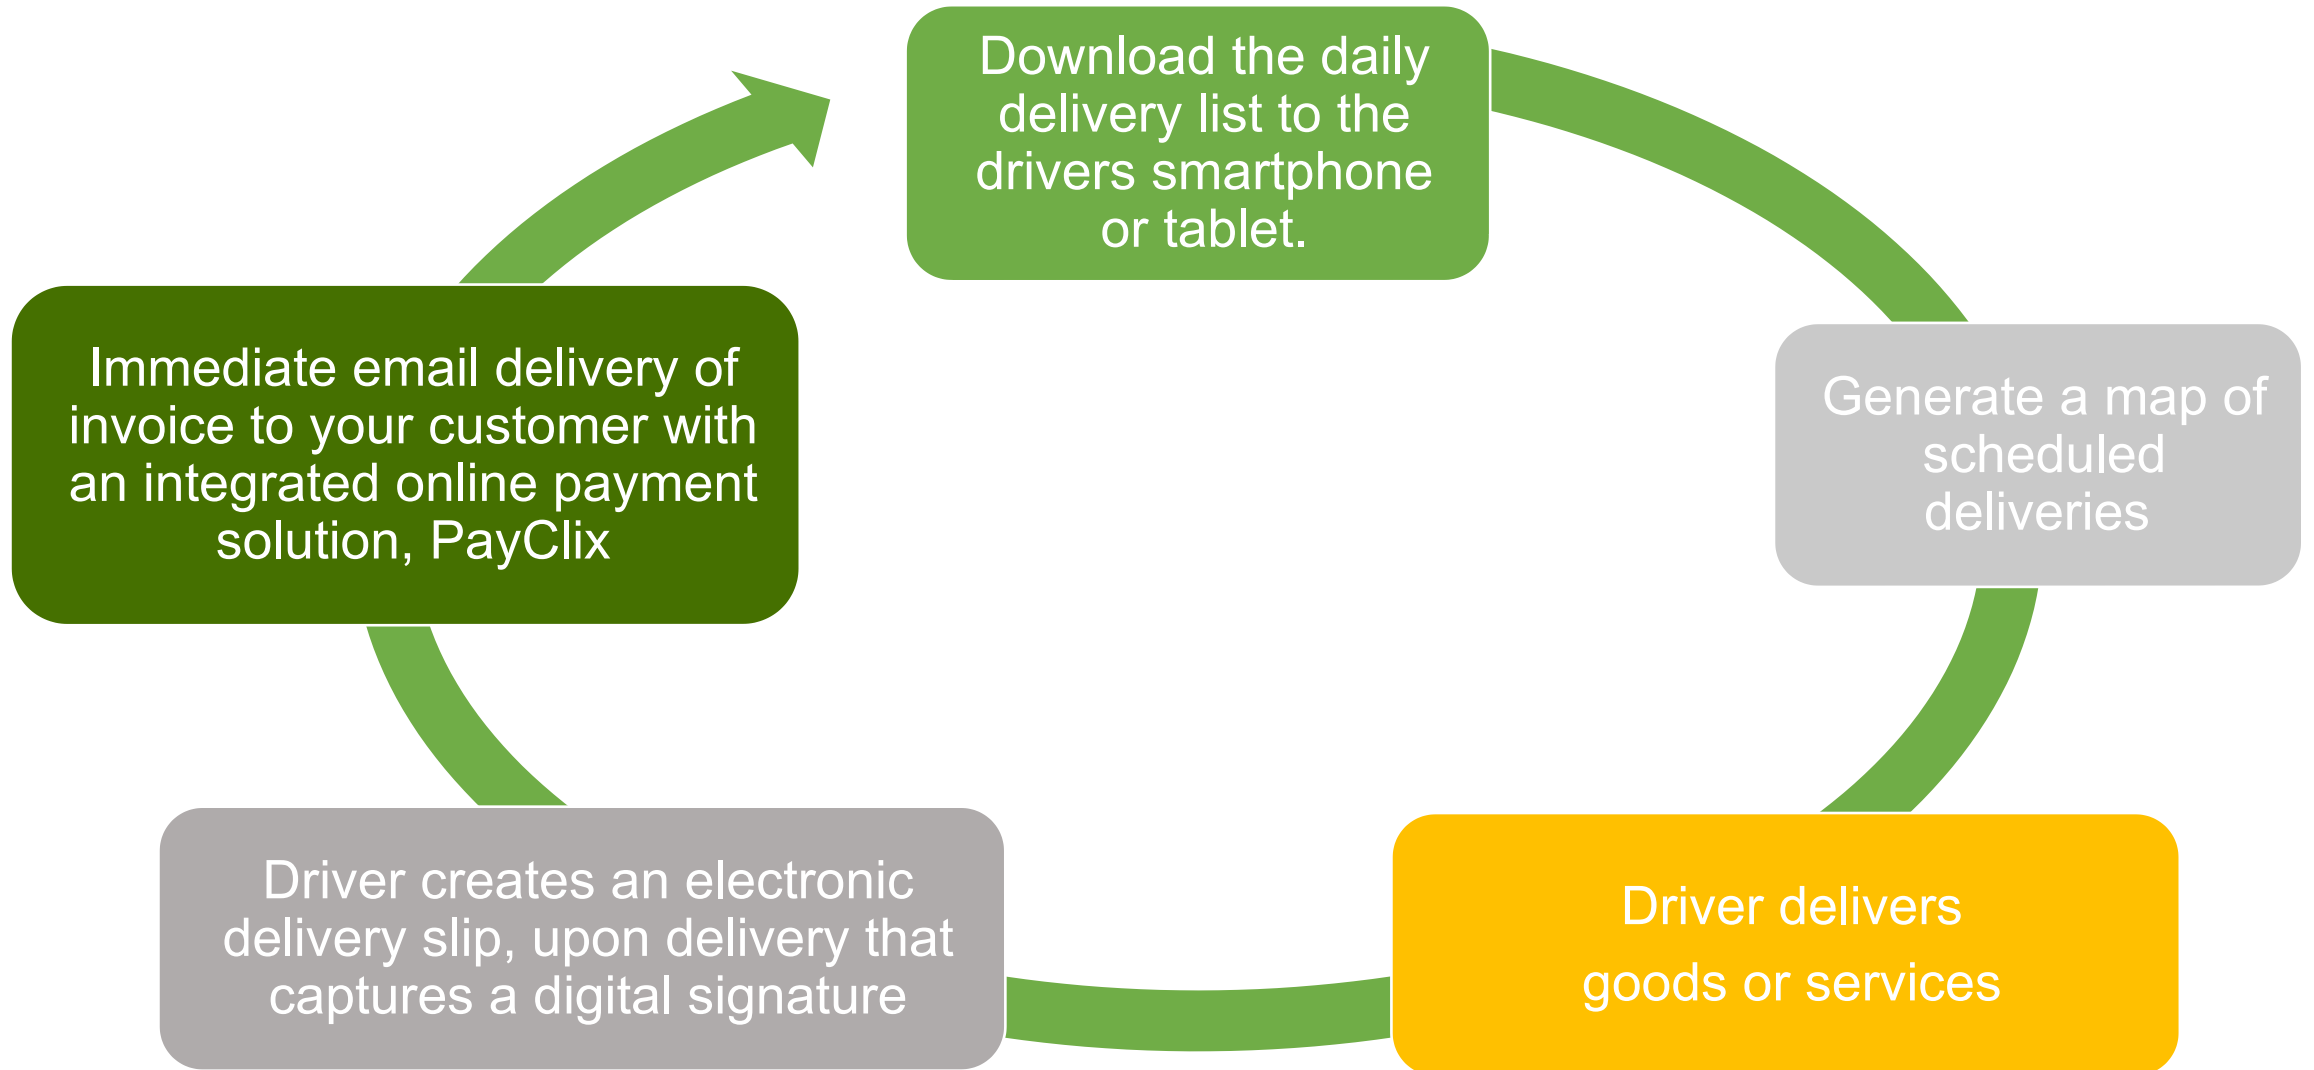 Download the daily
delivery list to the
drivers smartphone
or tablet.
Generate a map of
scheduled
deliveries
Driver delivers
goods or services
Driver creates an electronic
delivery slip, upon delivery that
captures a digital signature
Immediate email delivery of
invoice to your customer with
an integrated online payment
solution, PayClix